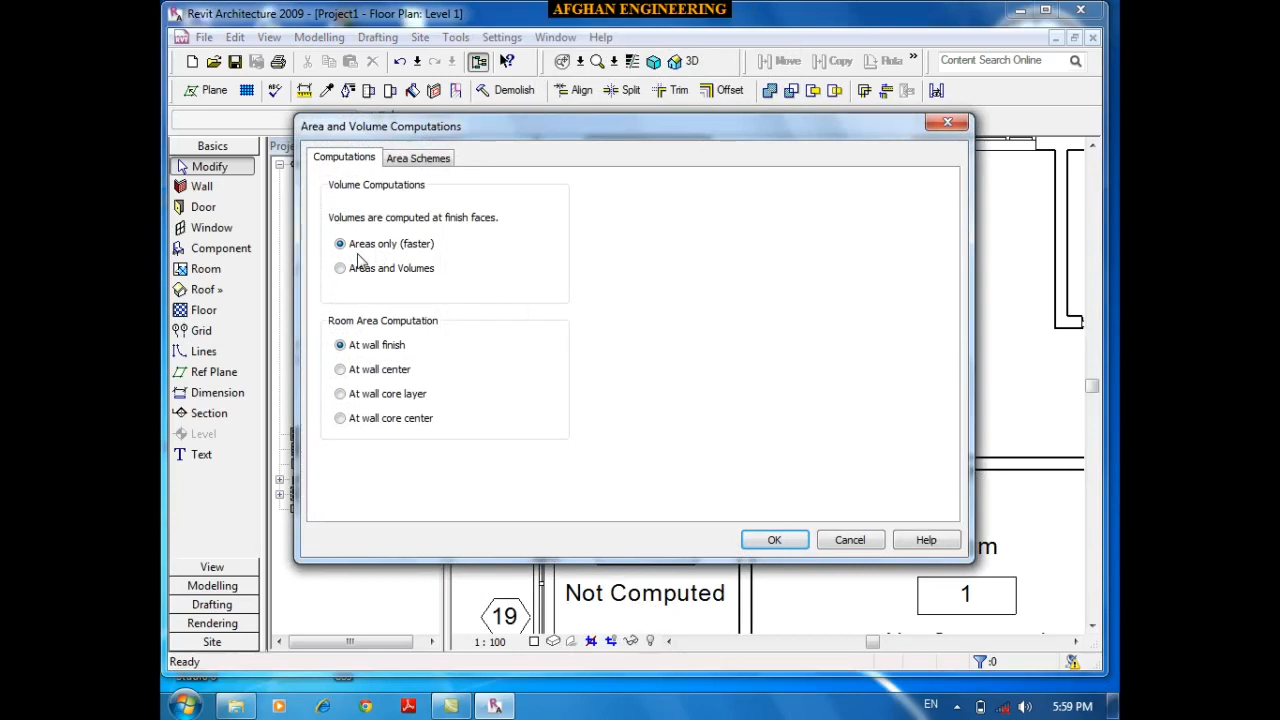 AFGHAN ENGINEERING
Revit Architecture 2009 - [Project1 - Floor Plan: Level 1]
File Edit View Modelling Drafting Site Tools Settings Window Help
3D Move Copy Rota » Content Search Online
Plane Demolish Align Split Trim Offset
Area and Volume Computations
Computations Area Schemes
Volume Computations
Volumes are computed at finish faces.
Areas only (faster)
Areas and Volumes
Room Area Computation
At wall finish
At wall center
At wall core layer
At wall core center
OK Cancel Help
Basics
Modify
Wall
Door
Window
Component
Room
Roof »
Floor
Grid
Lines
Ref Plane
Dimension
Section
Level
Text
View
Modelling
Drafting
Rendering
Site
Proje
m
19 Not Computed 1
1 : 100
Ready :0
EN 5:59 PM